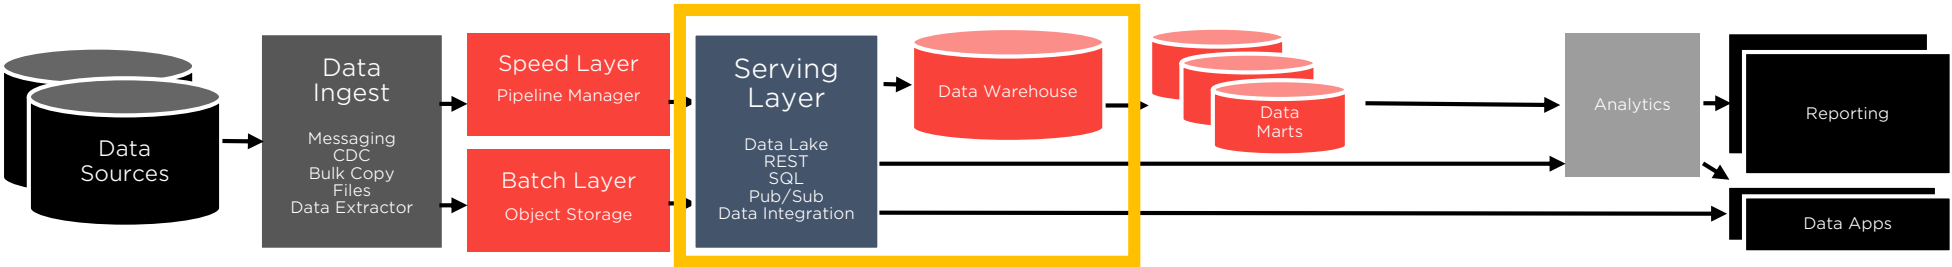 Data
Sources
Data
Ingest
Messaging
CDC
Bulk Copy
Files
Data Extractor
Speed Layer
Pipeline Manager
Batch Layer
Object Storage
Serving
Layer
Data Lake
REST
SQL
Pub/Sub
Data Integration
Data Warehouse
Data
Marts
Analytics
Reporting
Data Apps